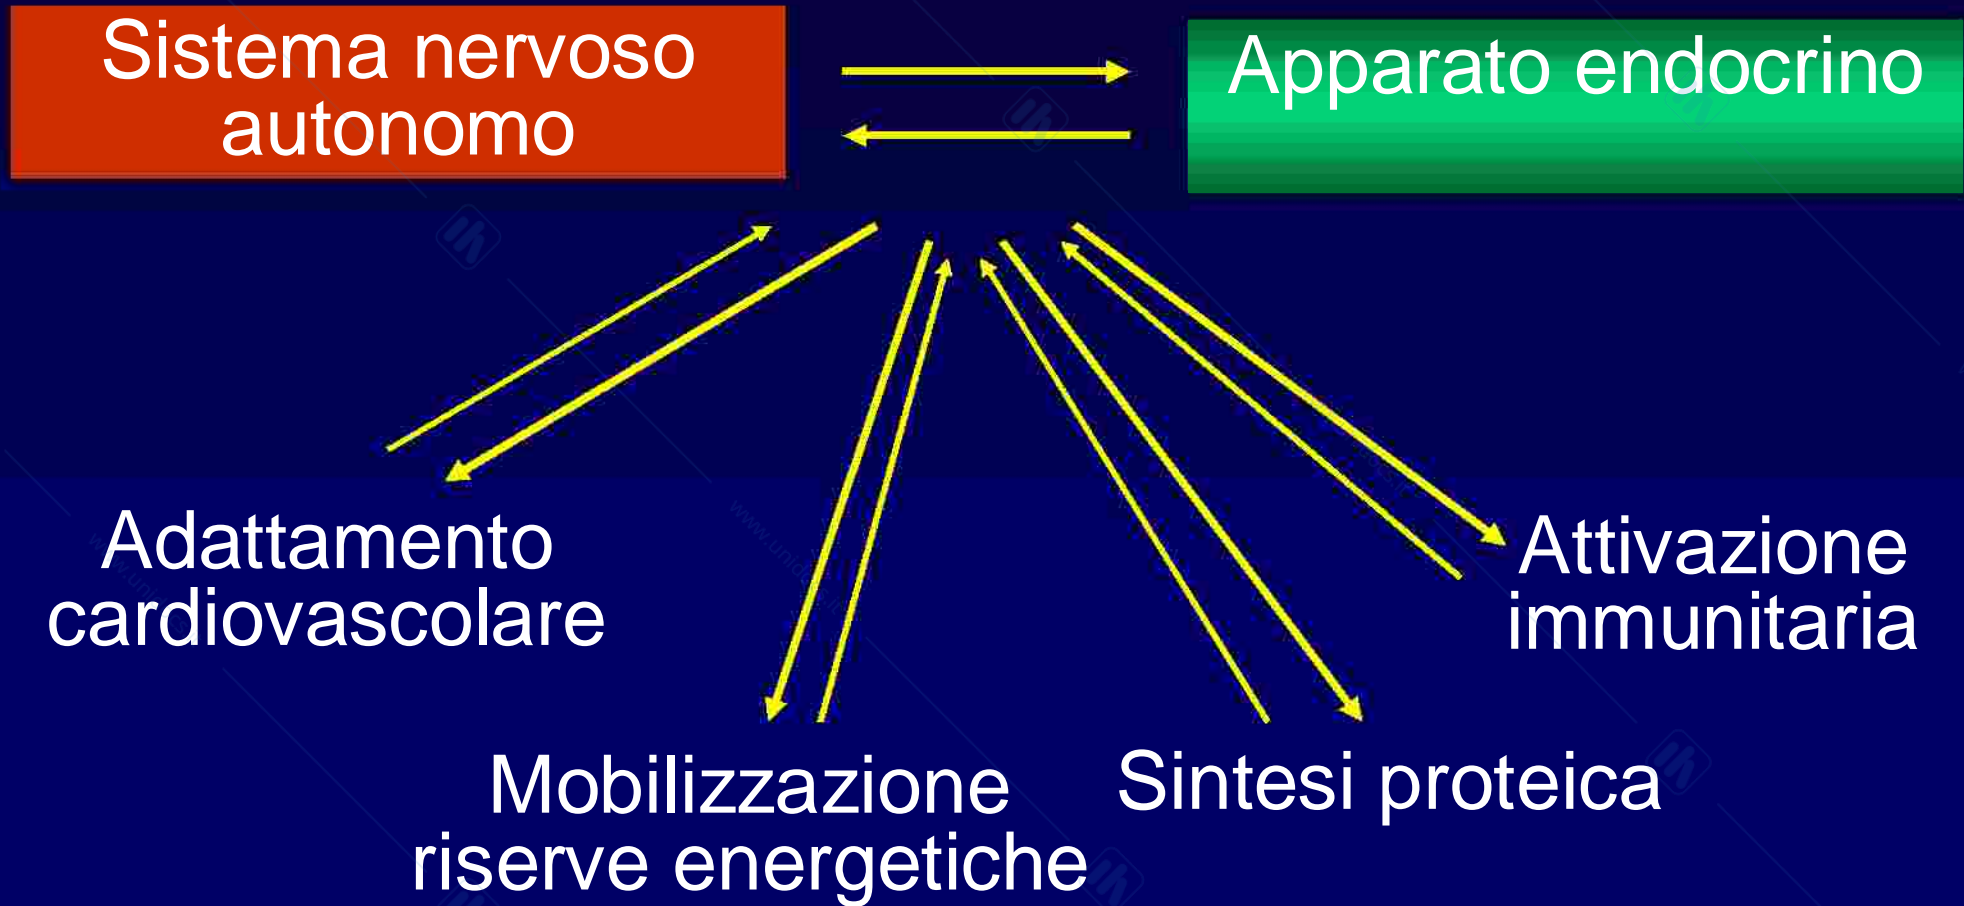 Sistema nervoso
autonomo
Apparato endocrino
Adattamento
cardiovascolare
Attivazione
immunitaria
Mobilizzazione
riserve energetiche
Sintesi proteica